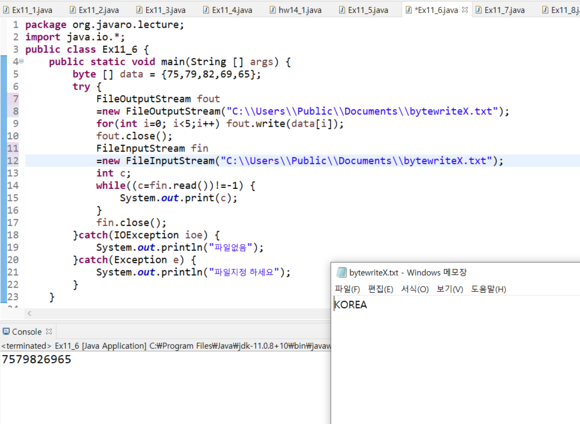 Ex11_1.java Ex11_2.java Ex11_3.java Ex11_4.java hw14_1.java Ex11_5.java *Ex11_6.java Ex11_7.java Ex11_8.j
1 package org.javaro.lecture;
2 import java.io.*;
3 public class Ex11_6 {
4 public static void main(String [] args) {
5 byte [] data = {75,79,82,69,65};
6 try {
7 FileOutputStream fout
8 =new FileOutputStream("C:\\Users\\Public\\Documents\\bytewriteX.txt");
9 for(int i=0; i<5;i++) fout.write(data[i]);
10 fout.close();
11 FileInputStream fin
12 =new FileInputStream("C:\\Users\\Public\\Documents\\bytewriteX.txt");
13 int c;
14 while((c=fin.read())!=-1) {
15 System.out.print(c);
16 }
17 fin.close();
18 }catch(IOException ioe) {
19 System.out.println("파일없음");
20 }catch(Exception e) {
21 System.out.println("파일지정 하세요");
22 }
23 }
bytewriteX.txt - Windows 메모장
파일(F) 편집(E) 서식(O) 보기(V) 도움말(H)
KOREA
Console
<terminated> Ex11_6 [Java Application] C:₩Program Files₩Java₩jdk-11.0.8+10₩bin₩javaw
7579826965